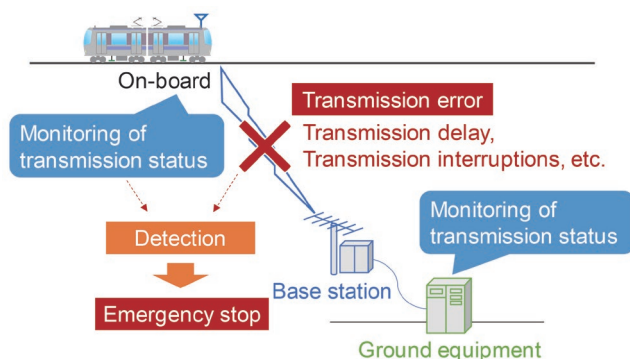 On-board
Transmission error
Monitoring of
transmission status
Transmission delay,
Transmission interruptions, etc.
Monitoring of
transmission status
Detection
Base station
Emergency stop
Ground equipment